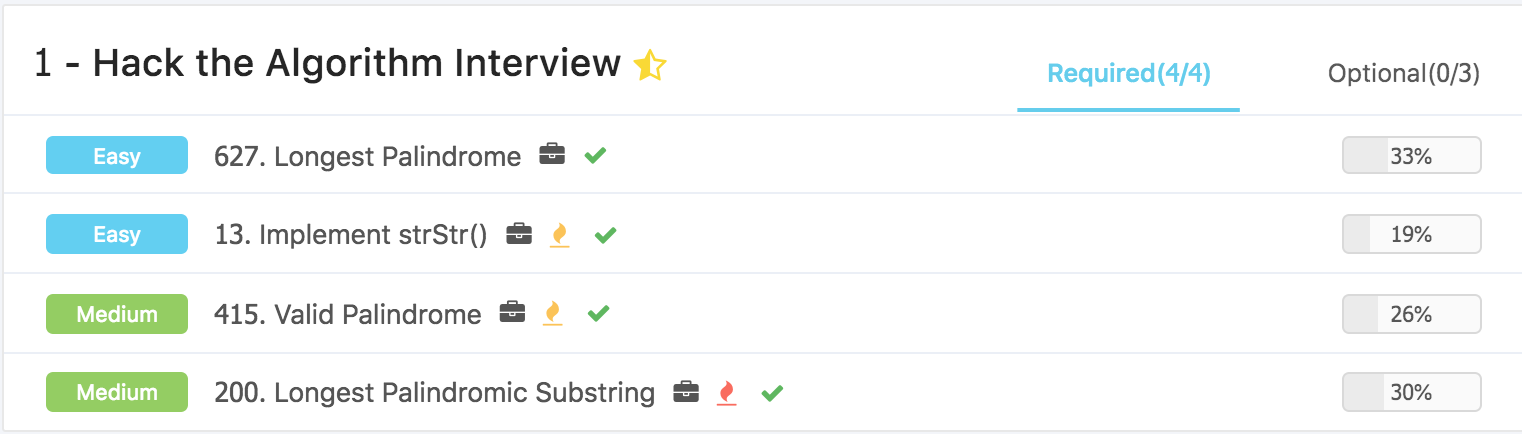 1 - Hack the Algorithm Interview
Required(4/4)
Optional(0/3)
Easy 627. Longest Palindrome 33%
Easy 13. Implement strStr() 19%
Medium 415. Valid Palindrome 26%
Medium 200. Longest Palindromic Substring 30%